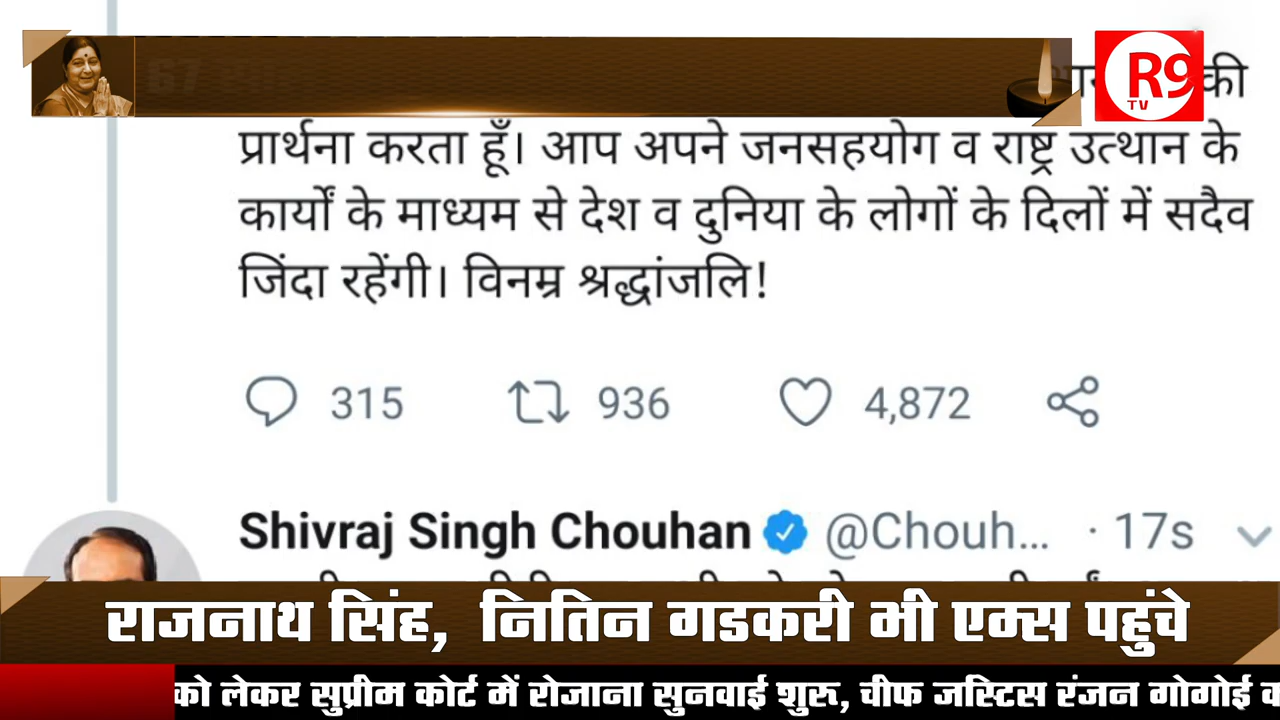 R9
TV
की
प्रार्थना करता हूँ। आप अपने जनसहयोग व राष्ट्र उत्थान के
कार्यों के माध्यम से देश व दुनिया के लोगों के दिलों में सदैव
जिंदा रहेंगी। विनम्र श्रद्धांजलि!
315 936 4,872
Shivraj Singh Chouhan @Chouh... · 17s
राजनाथ सिंह, नितिन गडकरी भी एम्स पहुंचे
को लेकर सुप्रीम कोर्ट में रोजाना सुनवाई शुरू, चीफ जस्टिस रंजन गोगोई